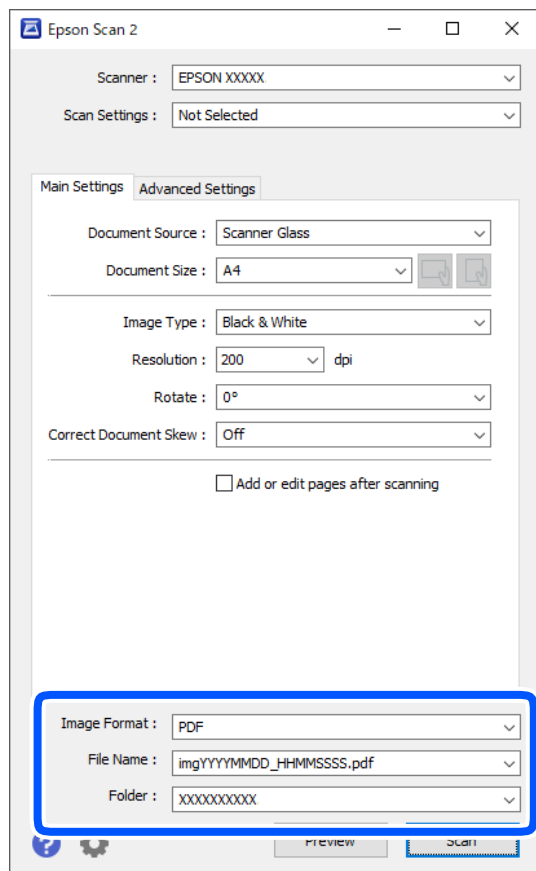 Epson Scan 2
Scanner : EPSON XXXXX
Scan Settings : Not Selected
Main Settings Advanced Settings
Document Source : Scanner Glass
Document Size : A4
Image Type : Black & White
Resolution : 200 dpi
Rotate : 0°
Correct Document Skew : Off
Add or edit pages after scanning
Image Format : PDF
File Name : imgYYYYMMDD_HHMMSSSS.pdf
Folder : XXXXXXXXXX
? Preview Scan